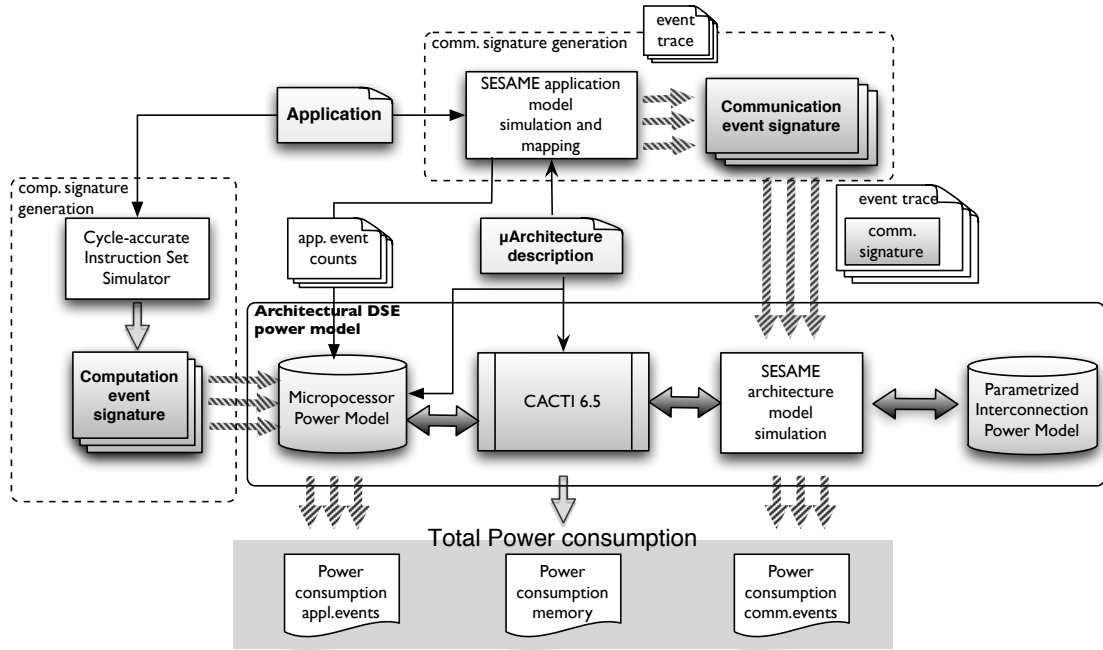 event
trace
comm. signature generation
SESAME application
model
simulation and
mapping
Communication
event signature
Application
comp. signature
generation
Cycle-accurate
Instruction Set
Simulator
app. event
counts
µArchitecture
description
event trace
comm.
signature
Architectural DSE
power model
Computation
event
signature
Micropocessor
Power Model
CACTI 6.5
SESAME
architecture
model
simulation
Parametrized
Interconnection
Power Model
Total Power consumption
Power
consumption
appl.events
Power
consumption
memory
Power
consumption
comm.events